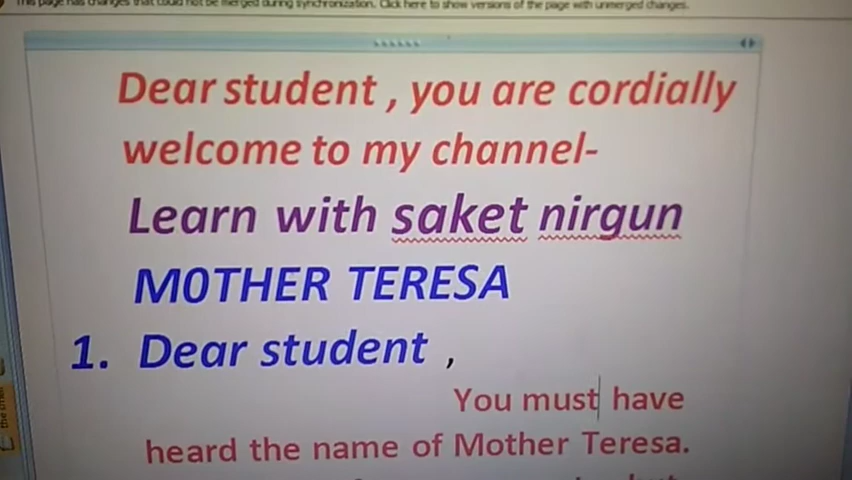 This page has changes that could not be merged during synchronization. Click here to show versions of the page with unmerged changes.
Dear student , you are cordially
welcome to my channel-
Learn with saket nirgun
M0THER TERESA
1. Dear student ,
You must have
heard the name of Mother Teresa.